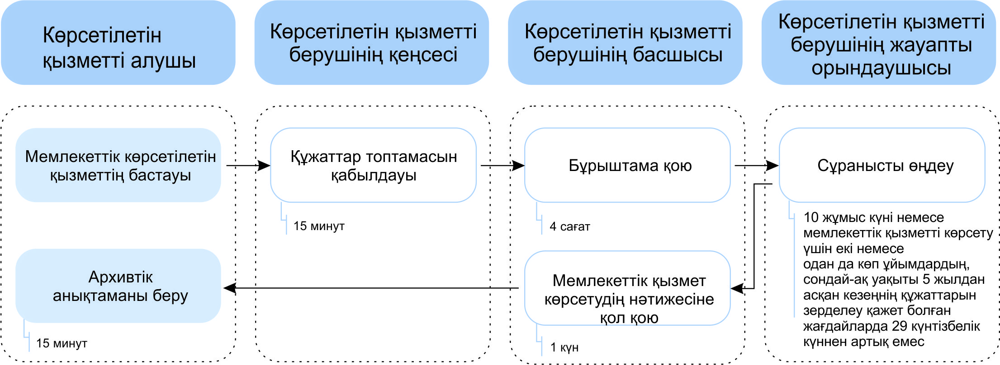 Көрсетілетін
қызметті алушы
Көрсетілетін қызметті
берушінің қеңсесі
Көрсетілетін қызметті
берушінің басшысы
Көрсетілетін қызметті
берушінің жауапты
орындаушысы
Мемлекеттік көрсетілетін
қызметтің бастауы
Құжаттар топтамасын
қабылдауы
15 минут
Бұрыштама қою
4 сағат
Сұранысты өңдеу
10 жұмыс күні немесе
мемлекеттік қызметті көрсету
үшін екі немесе
одан да көп ұйымдардың,
сондай-ақ уақыты 5 жылдан
асқан кезеңнің құжаттарын
зерделеу қажет болған
жағдайларда 29 күнтізбелік
күннен артық емес
Мемлекеттік қызмет
көрсетудің нәтижесіне
қол қою
1 күн
Архивтік
анықтаманы беру
15 минут